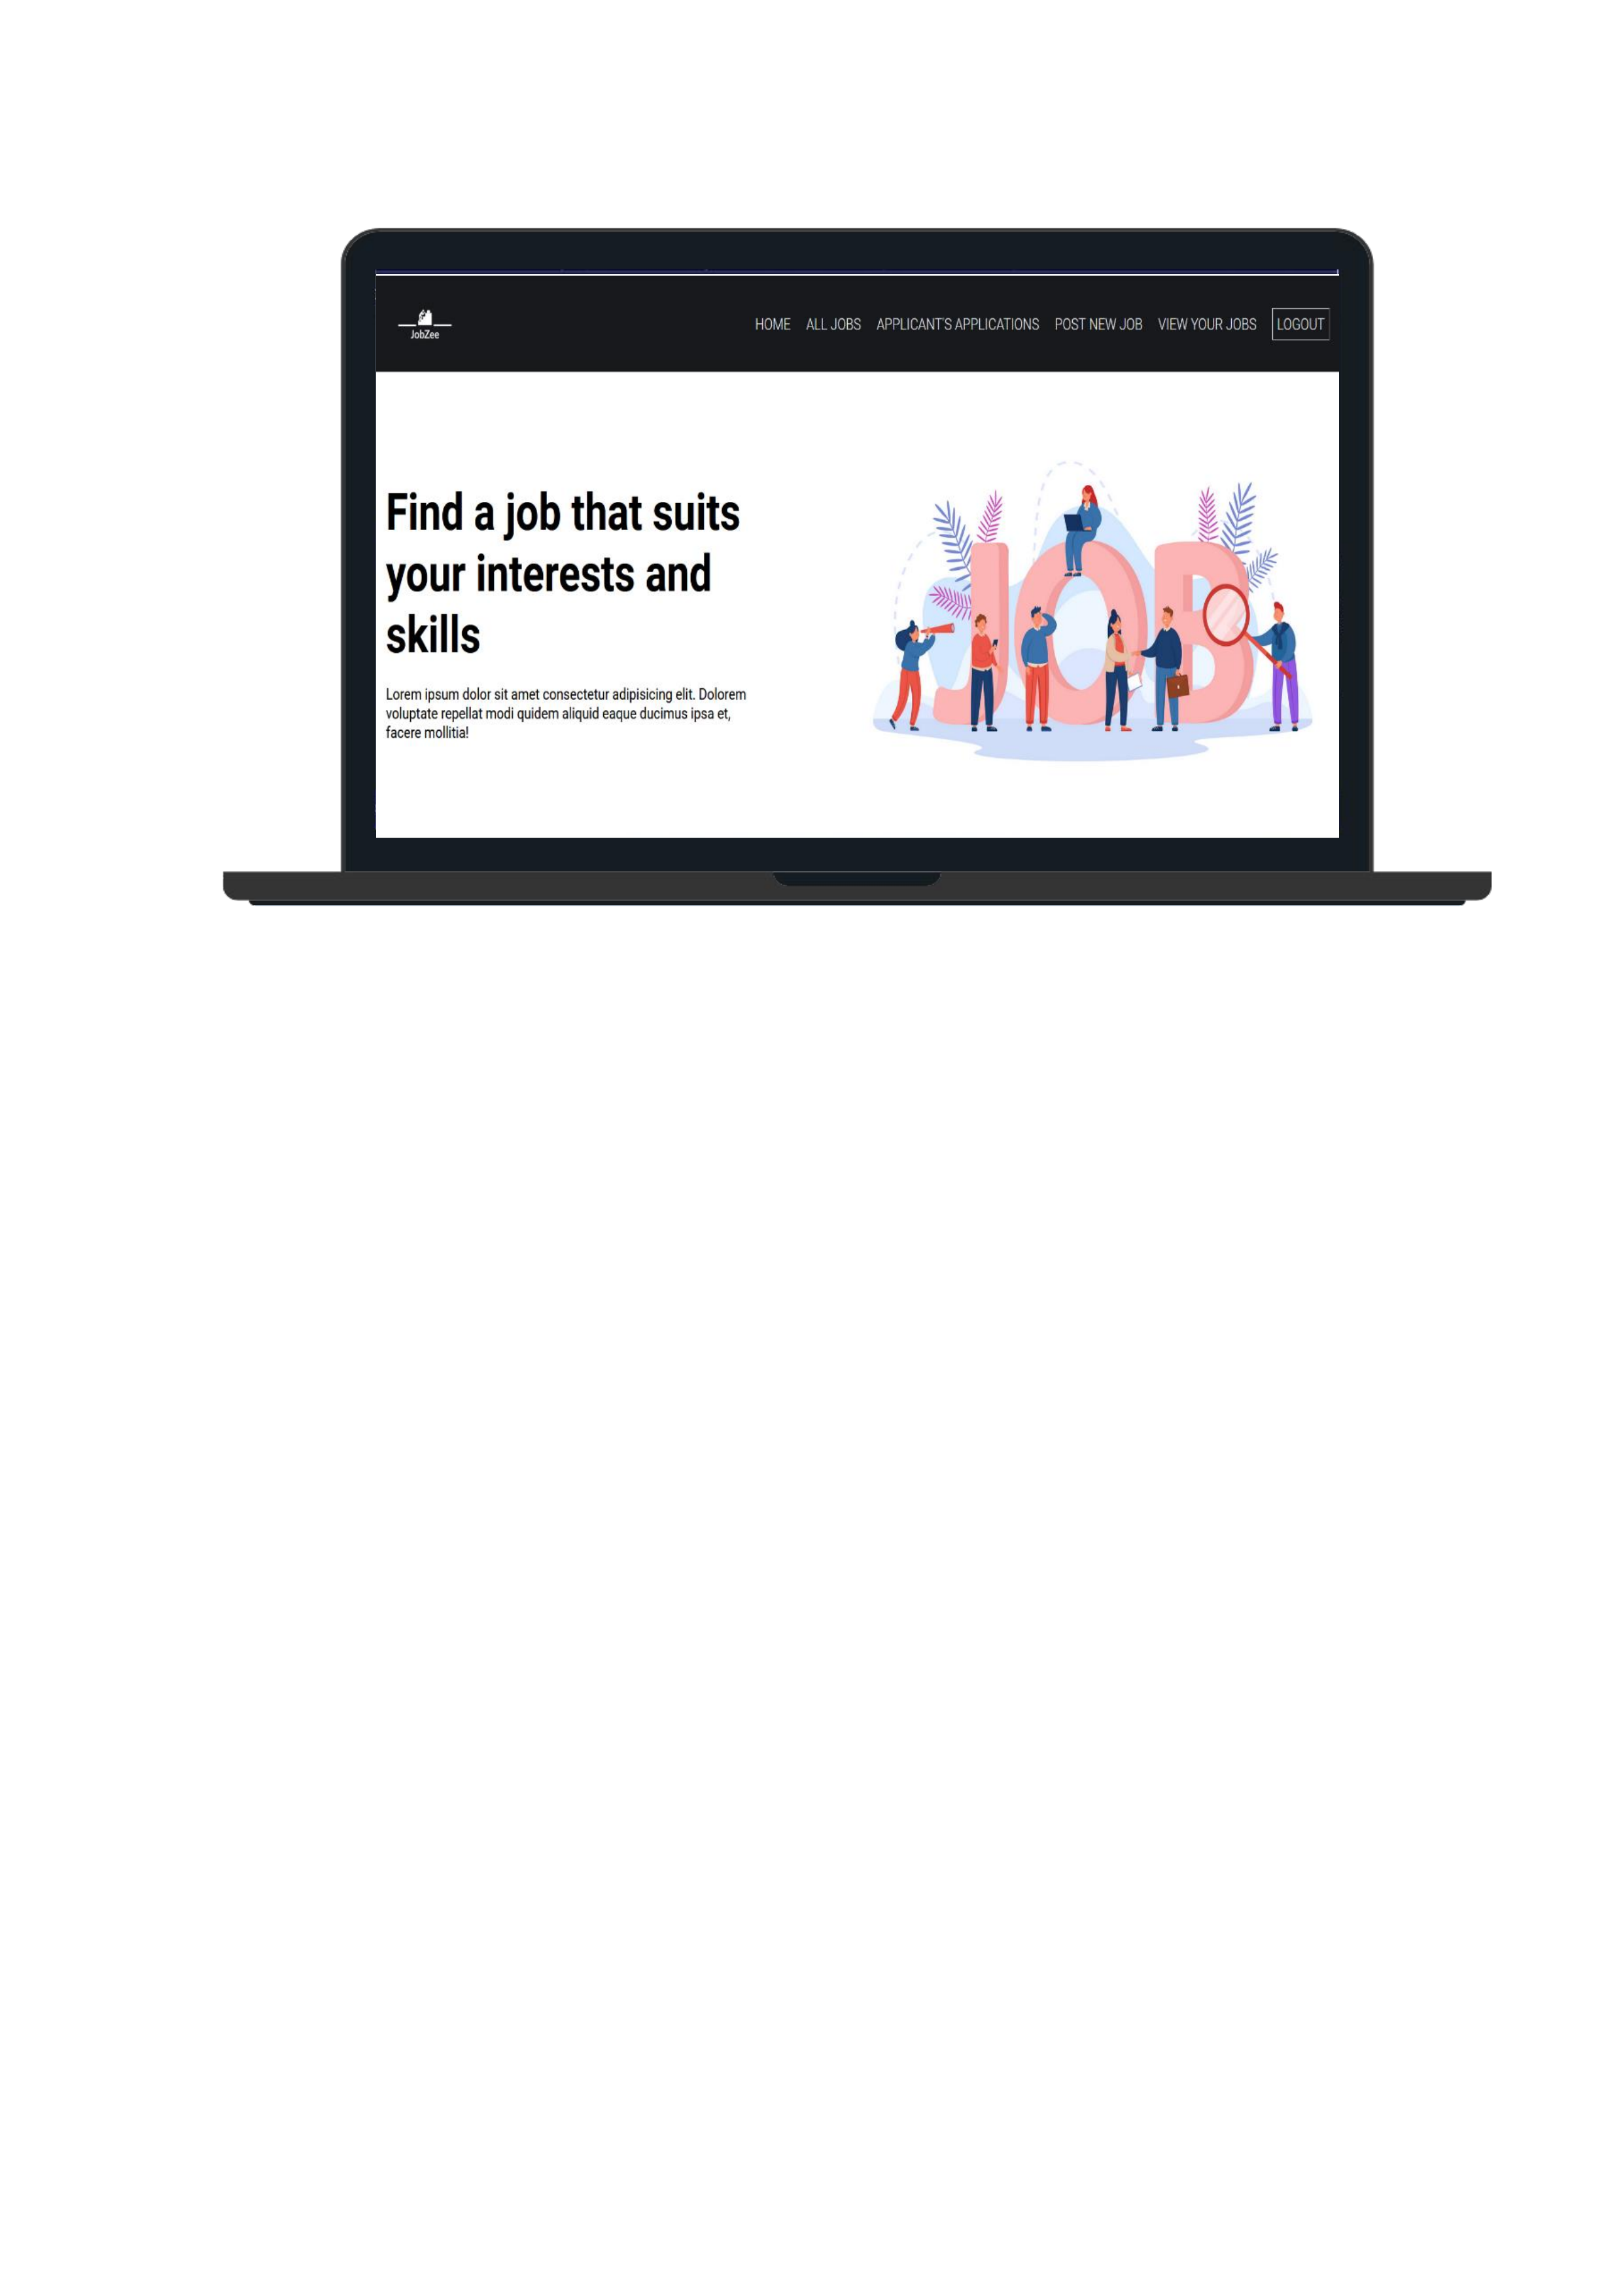 JobZee
HOME ALL JOBS APPLICANT'S APPLICATIONS POST NEW JOB VIEW YOUR JOBS LOGOUT
Find a job that suits
your interests and
skills
Lorem ipsum dolor sit amet consectetur adipisicing elit. Dolorem
voluptate repellat modi quidem aliquid eaque ducimus ipsa et,
facere mollitia!
JOB